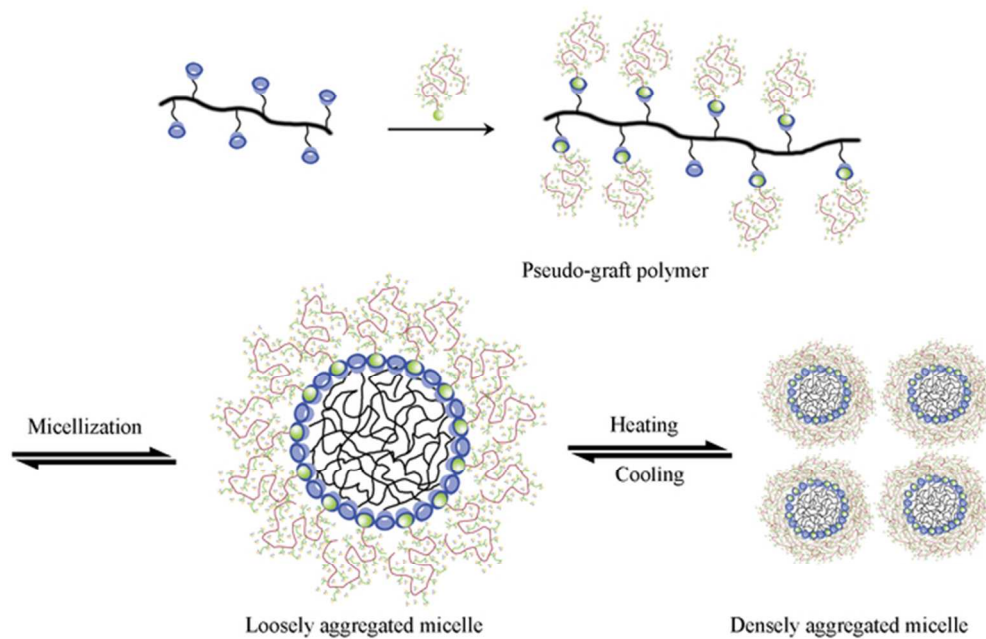 Pseudo-graft polymer
Micellization
Heating
Cooling
Loosely aggregated micelle
Densely aggregated micelle